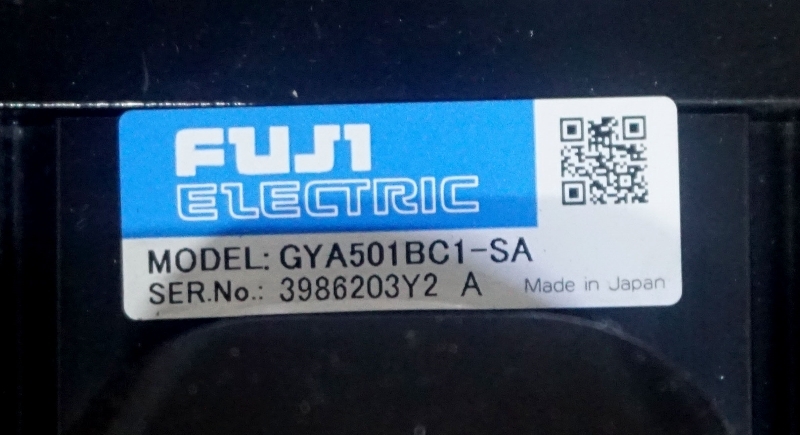 FUJI
ELECTRIC
MODEL: GYA501BC1-SA
SER.No.: 3986203Y2 A
Made in Japan